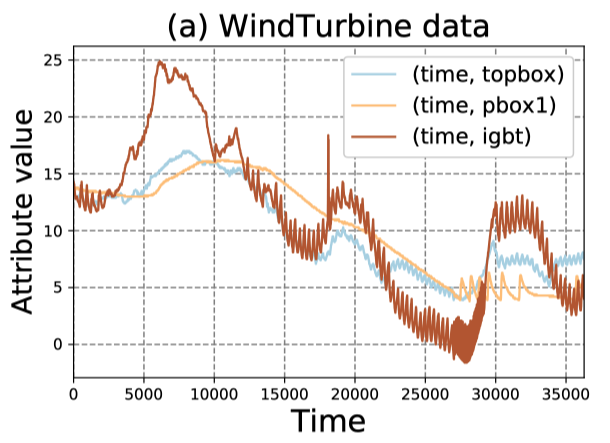 (a) WindTurbine data
(time, topbox)
(time, pbox1)
(time, igbt)
Attribute value
25
20
15
10
5
0
0 5000 10000 15000 20000 25000 30000 35000
Time